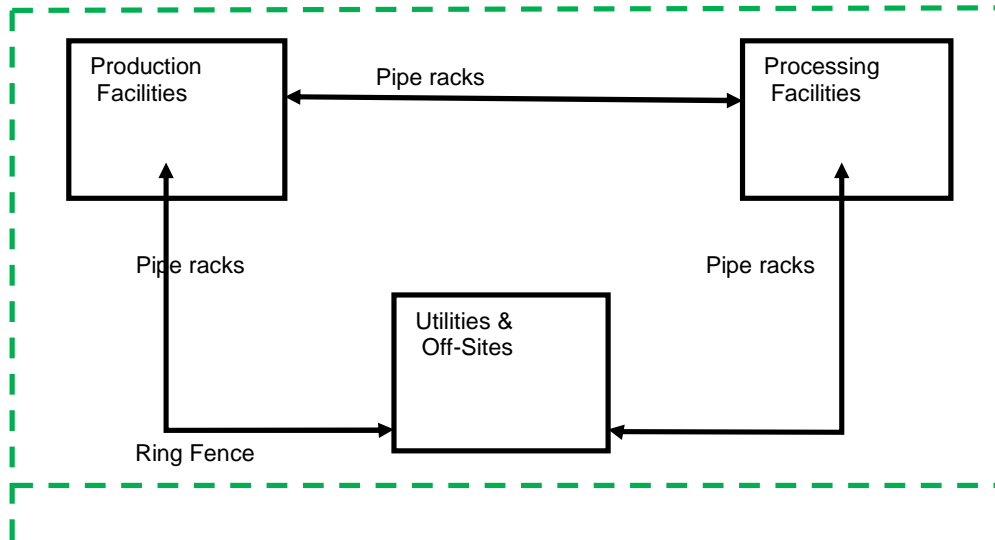 Production
Facilities
Pipe racks
Processing
Facilities
Pipe racks
Pipe racks
Utilities &
Off-Sites
Ring Fence